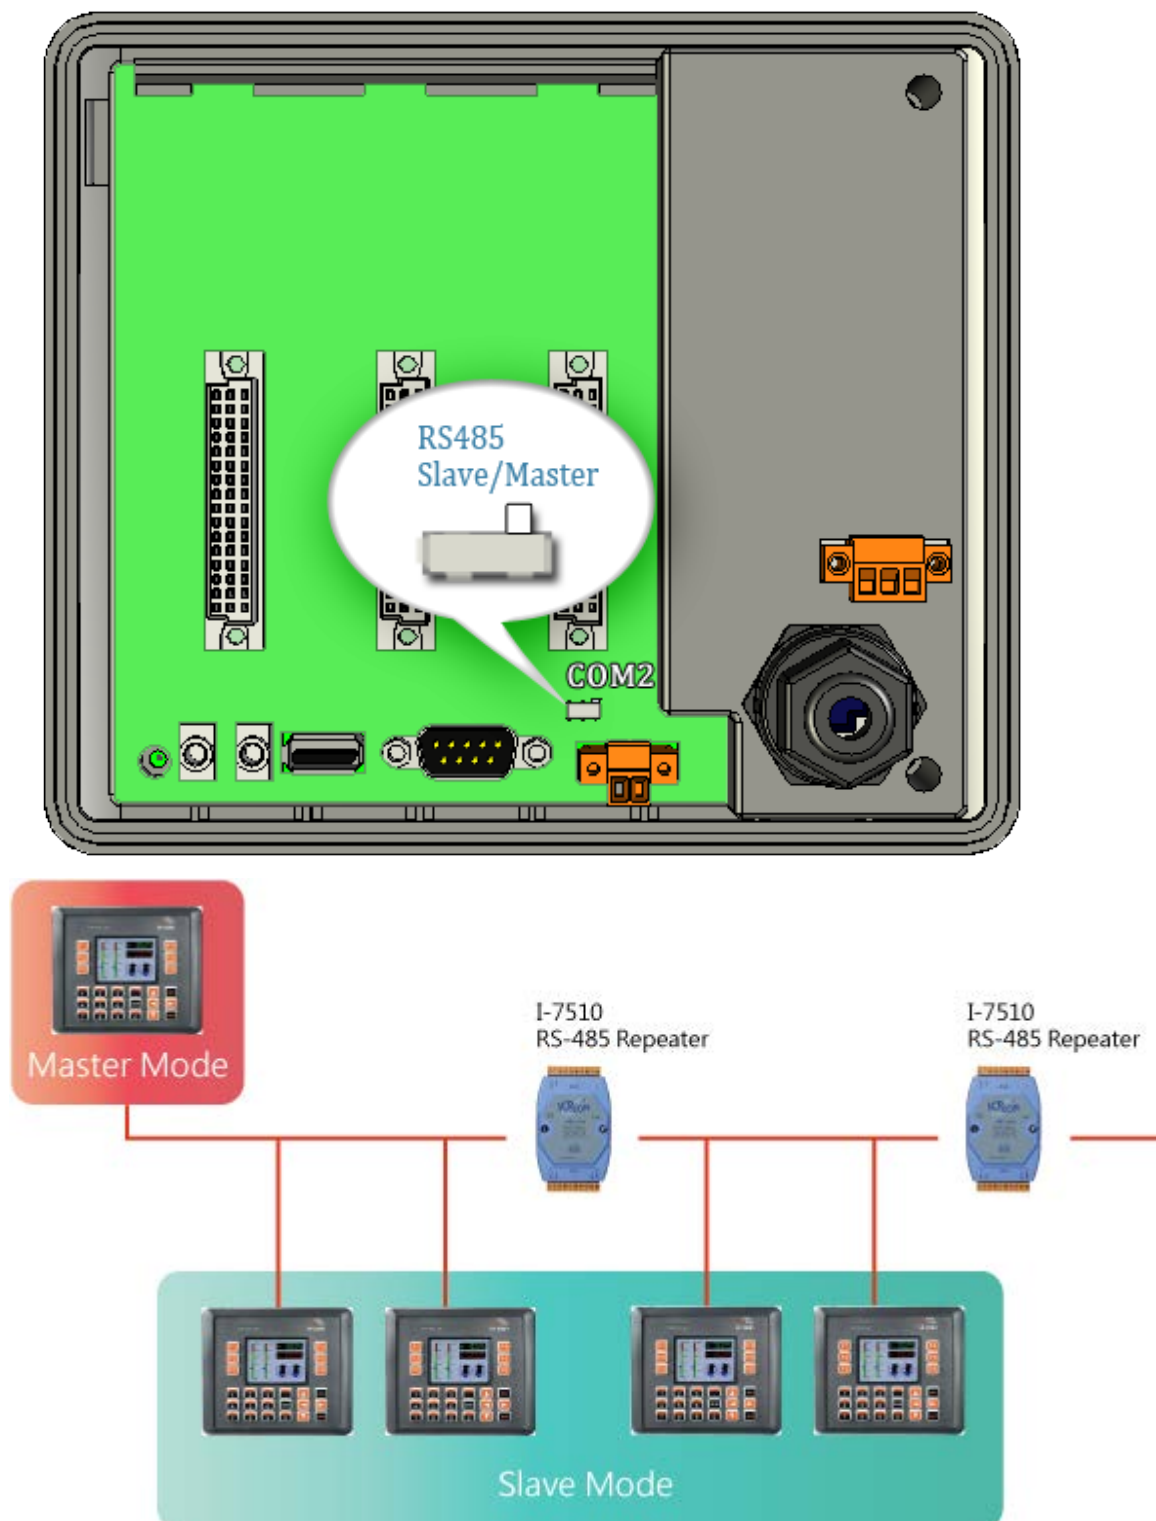 RS485
Slave/Master
COM2
Master Mode
I-7510
RS-485 Repeater
I-7510
RS-485 Repeater
Slave Mode